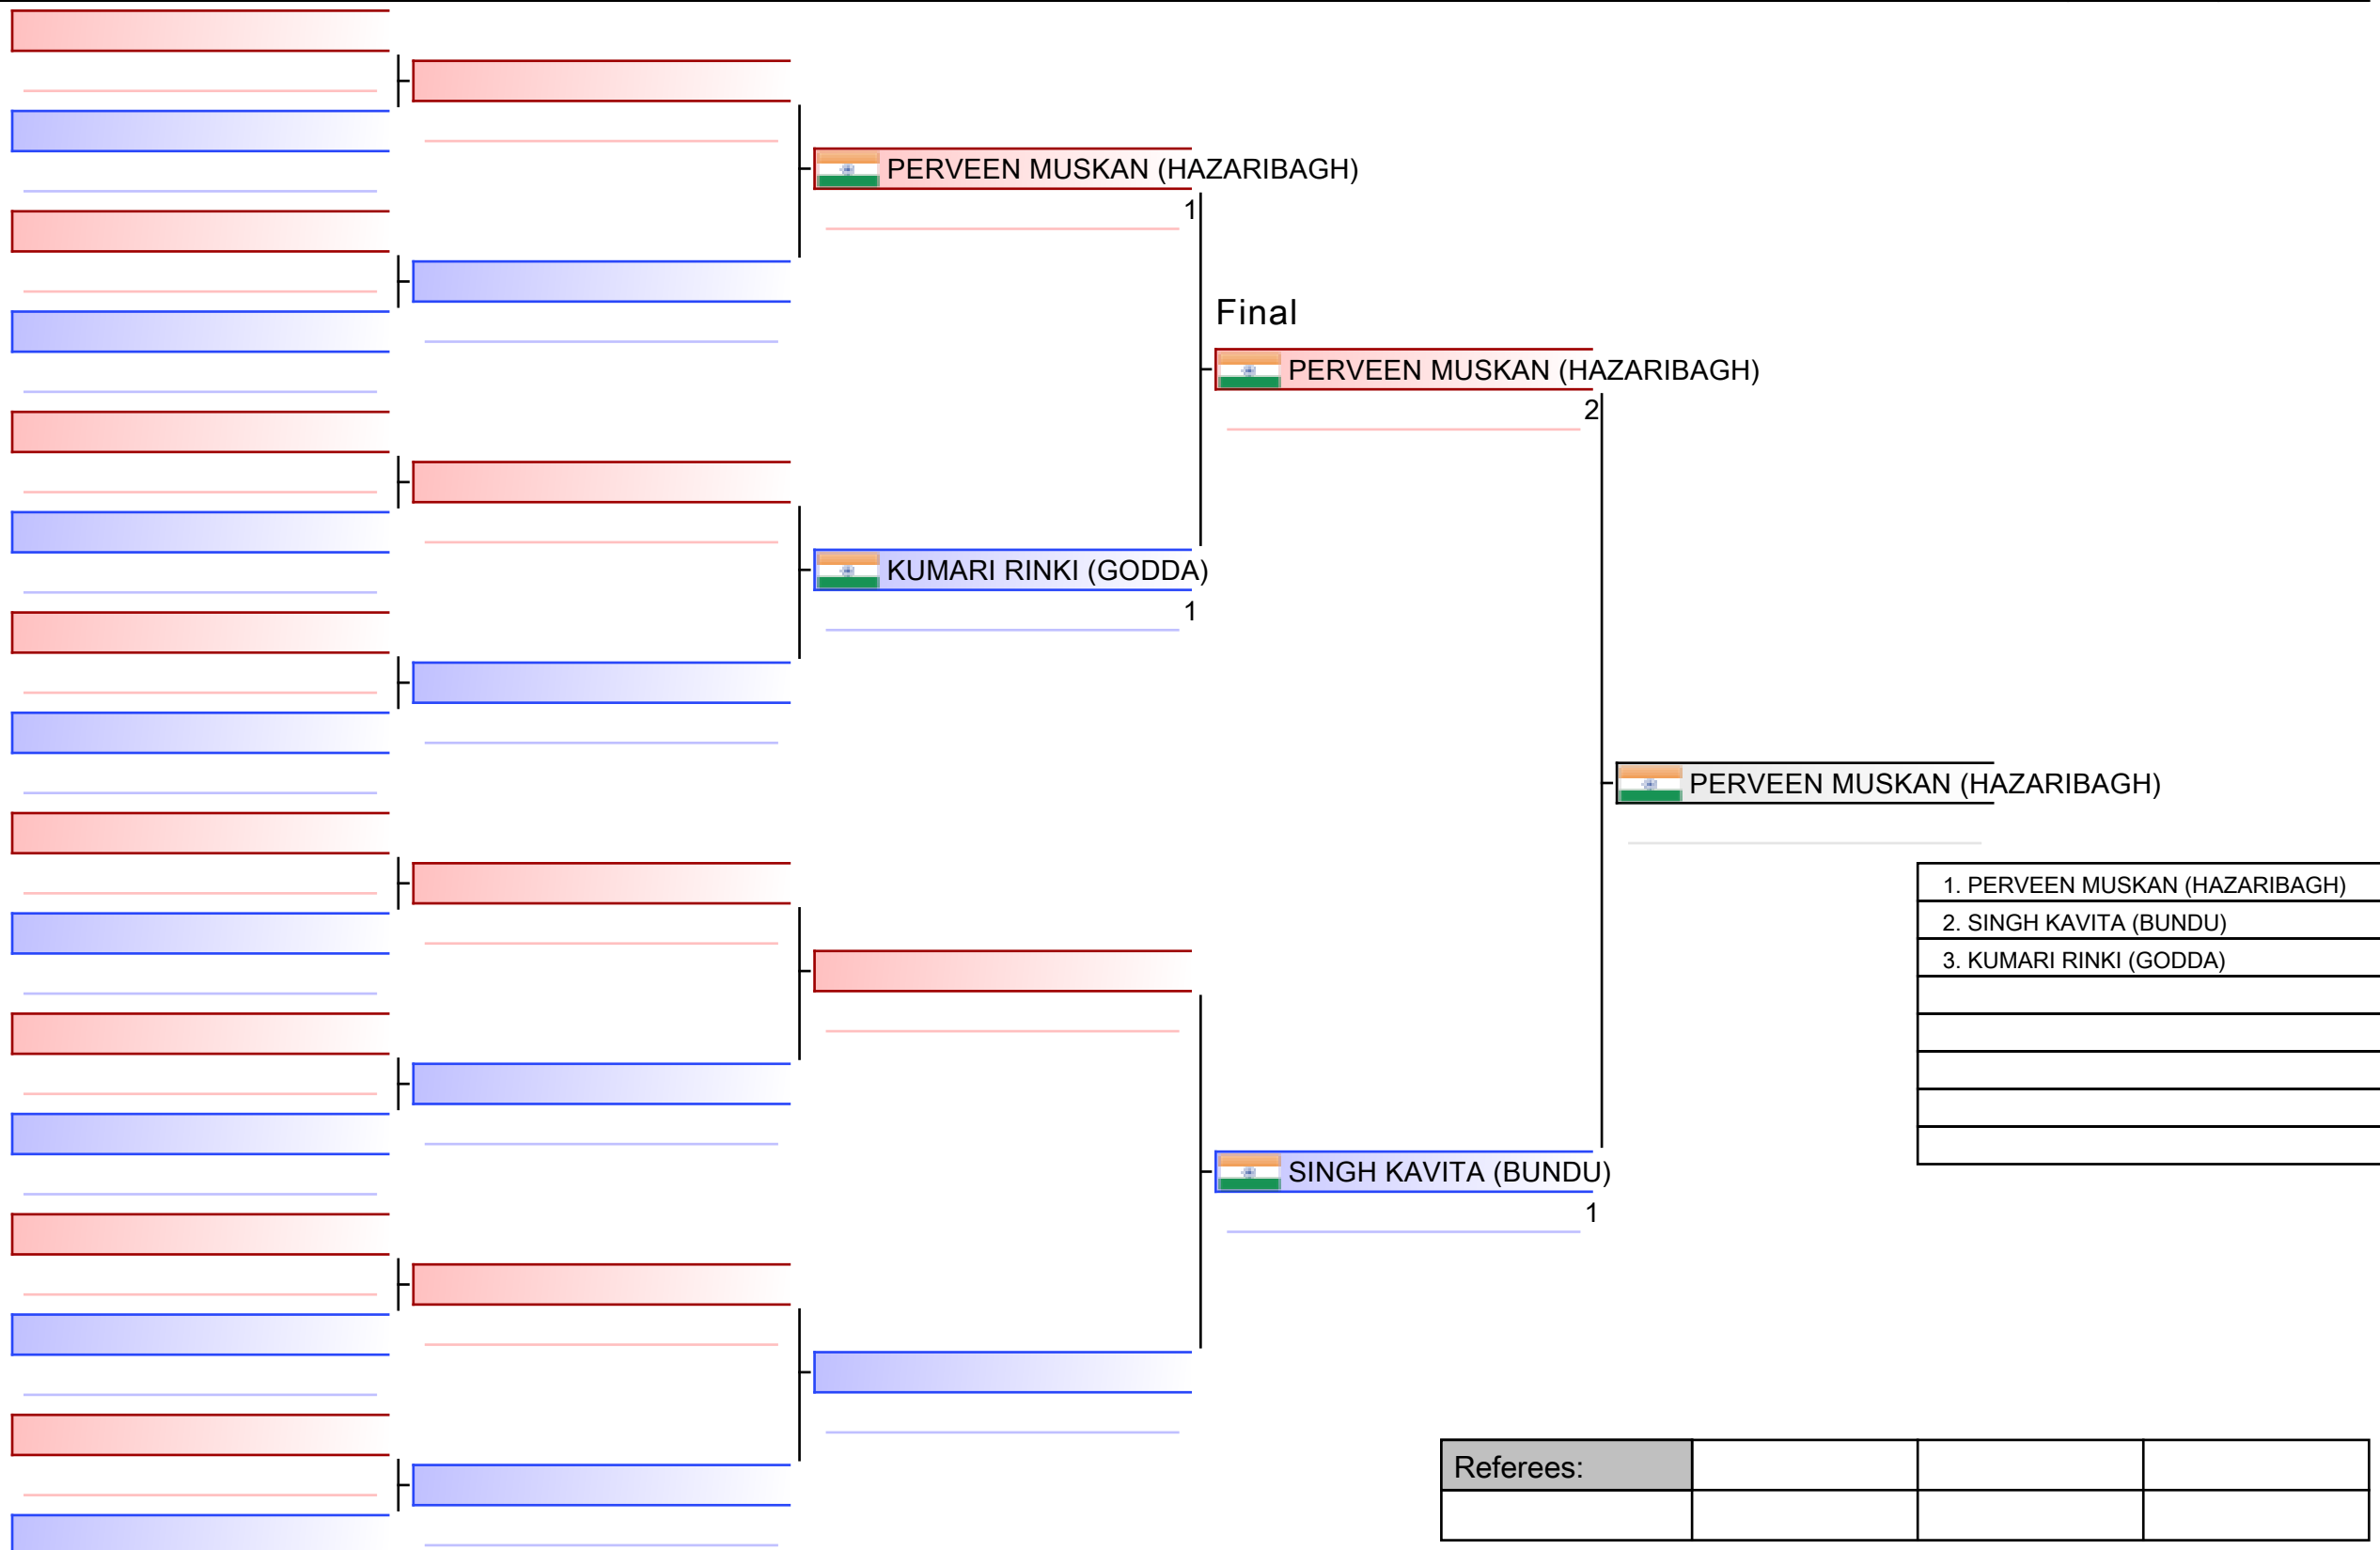 PERVEEN MUSKAN (HAZARIBAGH)
1
Final
PERVEEN MUSKAN (HAZARIBAGH)
2
KUMARI RINKI (GODDA)
1
PERVEEN MUSKAN (HAZARIBAGH)
1. PERVEEN MUSKAN (HAZARIBAGH)
2. SINGH KAVITA (BUNDU)
3. KUMARI RINKI (GODDA)
SINGH KAVITA (BUNDU)
1
Referees: